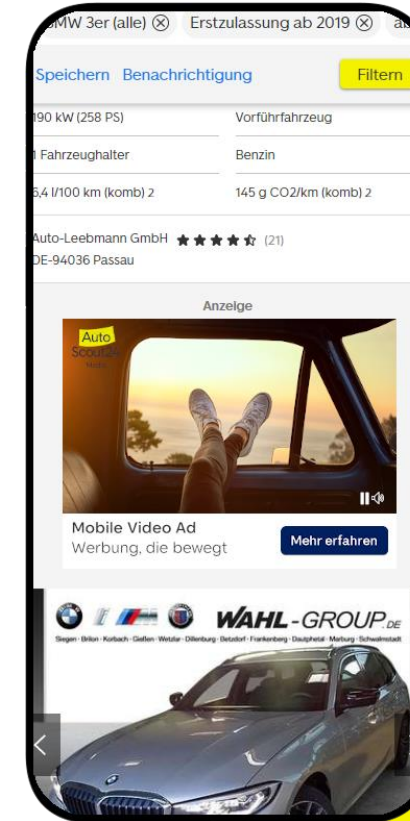 BMW 3er (alle) Erstzulassung ab 2019
Speichern Benachrichtigung Filtern
190 kW (258 PS) Vorführfahrzeug
1 Fahrzeughalter Benzin
6,4 l/100 km (komb) 2 145 g CO2/km (komb) 2
Auto-Leebmann GmbH (21)
DE-94036 Passau
Anzeige
Auto
Scout24
Media
Mobile Video Ad
Werbung, die bewegt
Mehr erfahren
WAHL-GROUP.DE
Siegen · Brilon · Korbach · Gießen · Wetzlar · Dillenburg · Betzdorf · Frankenberg · Dautphetal · Marburg · Schwalmstadt